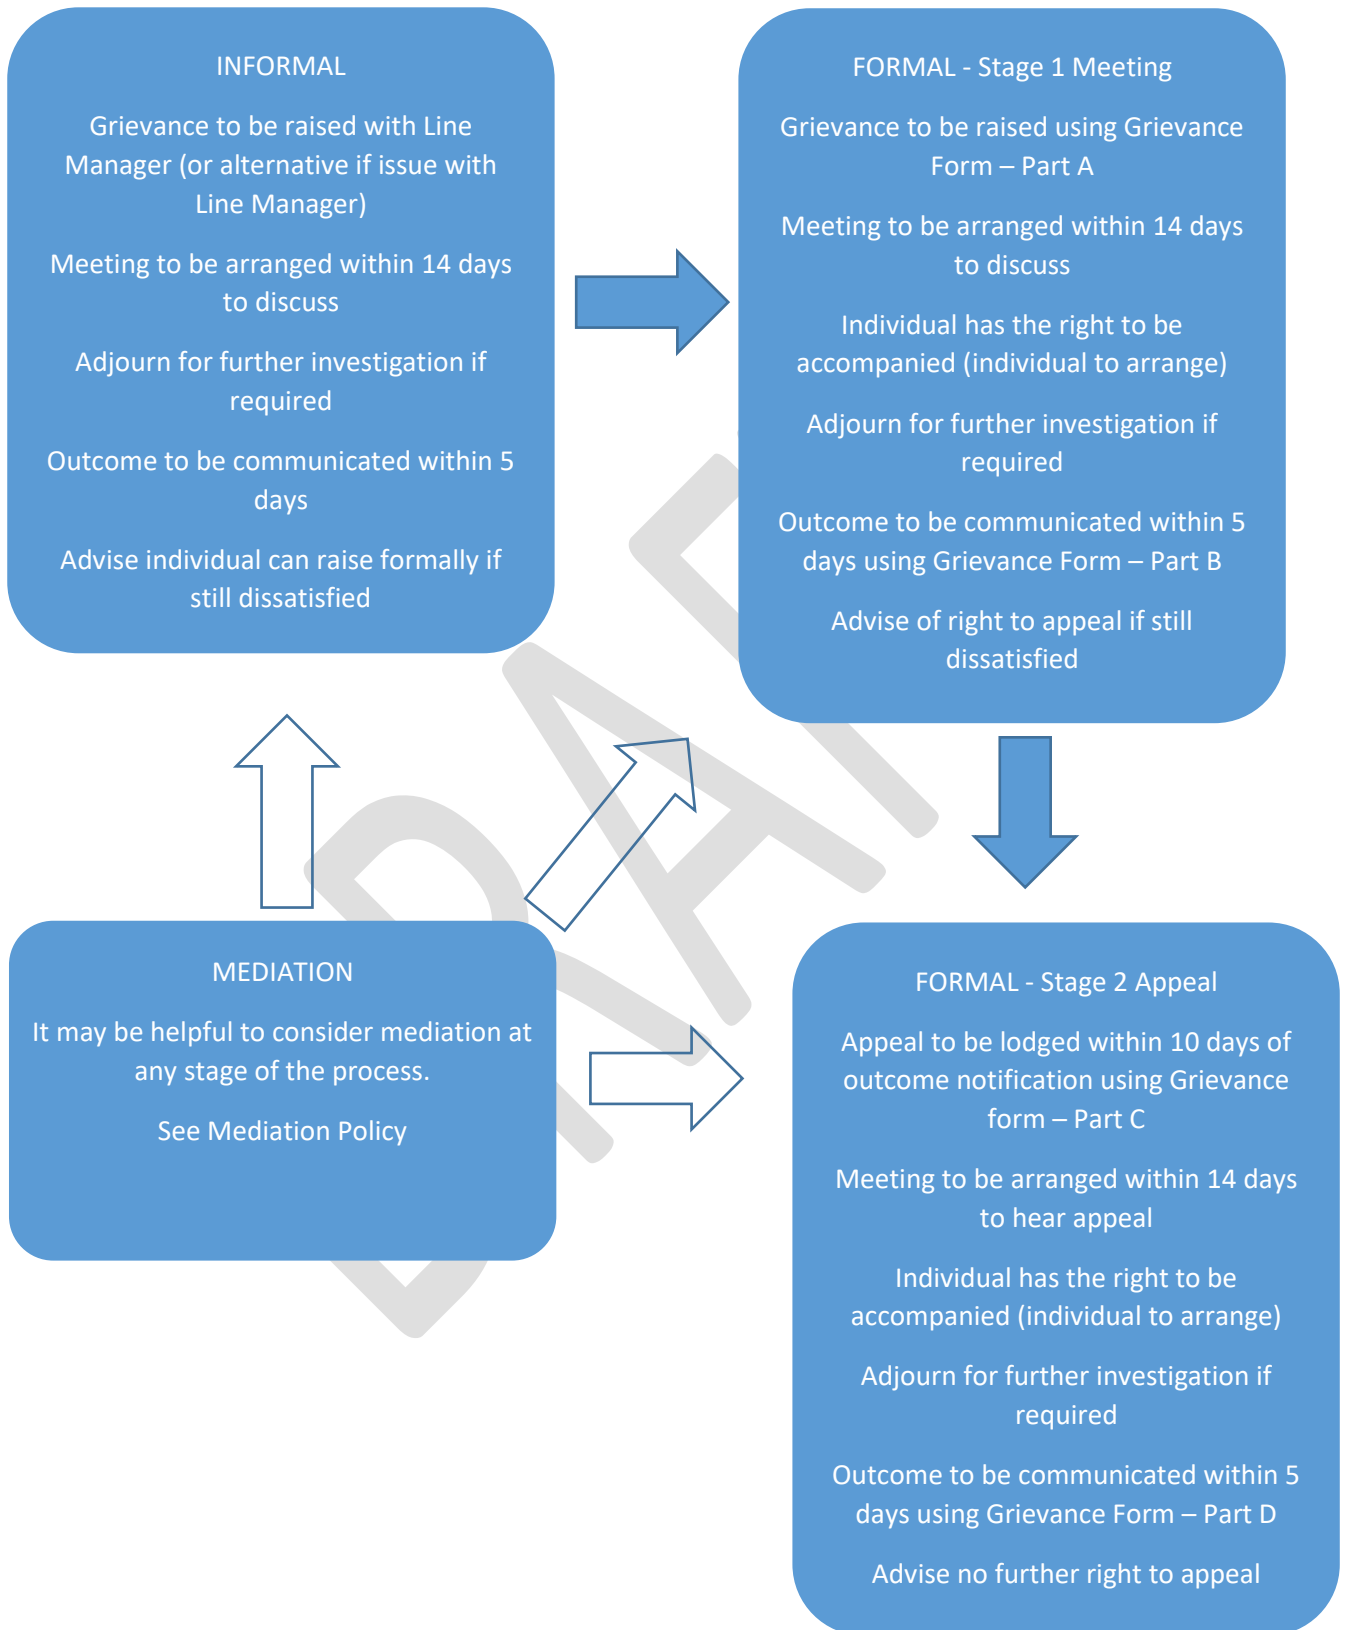 INFORMAL
Grievance to be raised with Line
Manager (or alternative if issue with
Line Manager)
Meeting to be arranged within 14 days
to discuss
Adjourn for further investigation if
required
Outcome to be communicated within 5
days
Advise individual can raise formally if
still dissatisfied
FORMAL - Stage 1 Meeting
Grievance to be raised using Grievance
Form – Part A
Meeting to be arranged within 14 days
to discuss
Individual has the right to be
accompanied (individual to arrange)
Adjourn for further investigation if
required
Outcome to be communicated within 5
days using Grievance Form – Part B
Advise of right to appeal if still
dissatisfied
MEDIATION
It may be helpful to consider mediation at
any stage of the process.
See Mediation Policy
FORMAL - Stage 2 Appeal
Appeal to be lodged within 10 days of
outcome notification using Grievance
form – Part C
Meeting to be arranged within 14 days
to hear appeal
Individual has the right to be
accompanied (individual to arrange)
Adjourn for further investigation if
required
Outcome to be communicated within 5
days using Grievance Form – Part D
Advise no further right to appeal